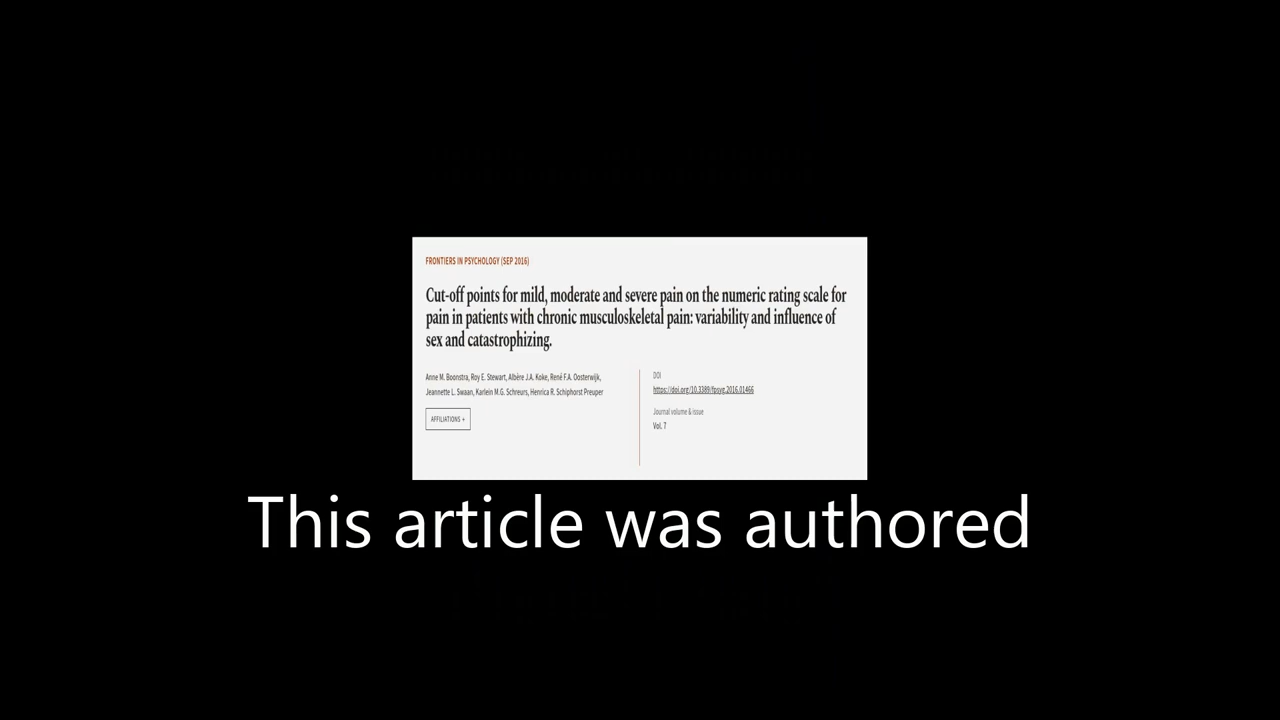 FRONTIERS IN PSYCHOLOGY (SEP 2016)
Cut-off points for mild, moderate and severe pain on the numeric rating scale for
pain in patients with chronic musculoskeletal pain: variability and influence of
sex and catastrophizing.
Anne M. Boonstra, Roy E. Stewart, Albère J.A. Koke, René F.A. Oosterwijk,
Jeannette L. Swaan, Karlein M.G. Schreurs, Henrica R. Schiphorst Preuper
AFFILIATIONS +
DOI
https://doi.org/10.3389/fpsyg.2016.01466
Journal volume & issue
Vol. 7
This article was authored